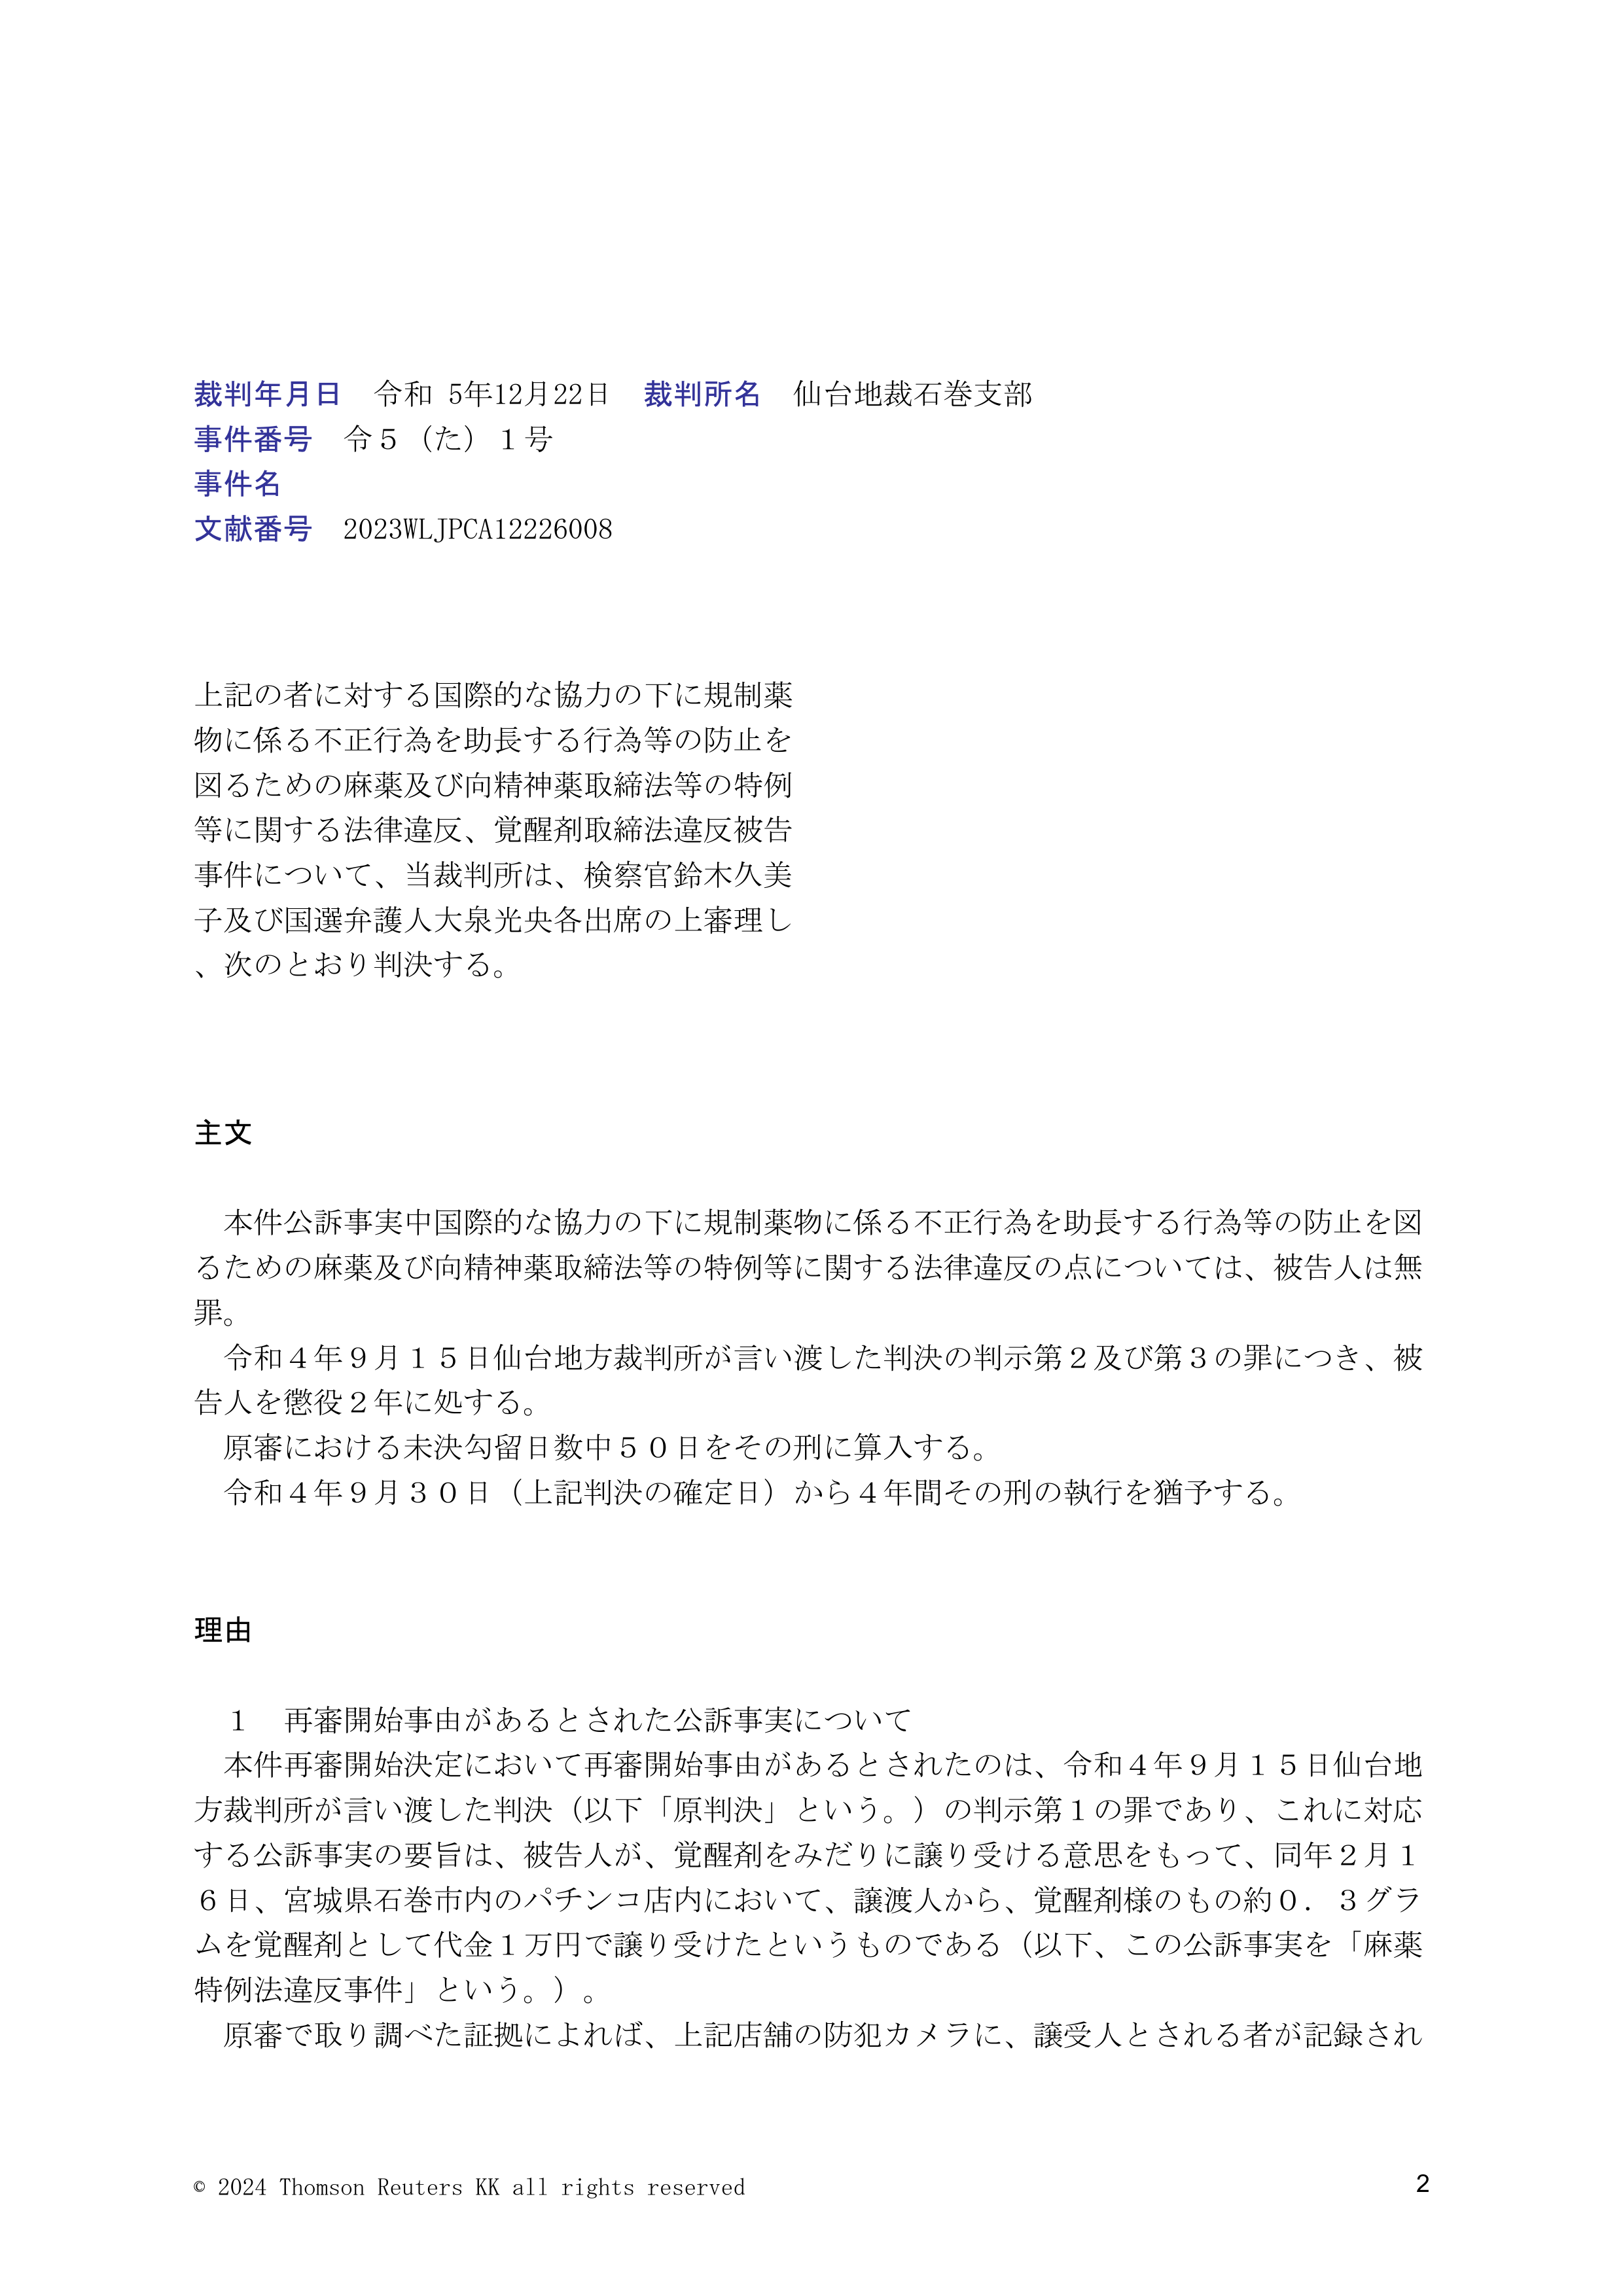 裁判年月日　令和 5年12月22日　裁判所名　仙台地裁石巻支部
事件番号　令５（た）１号
事件名
文献番号　2023WLJPCA12226008
上記の者に対する国際的な協力の下に規制薬
物に係る不正行為を助長する行為等の防止を
図るための麻薬及び向精神薬取締法等の特例
等に関する法律違反、覚醒剤取締法違反被告
事件について、当裁判所は、検察官鈴木久美
子及び国選弁護人大泉光央各出席の上審理し
、次のとおり判決する。
主文
　本件公訴事実中国際的な協力の下に規制薬物に係る不正行為を助長する行為等の防止を図
るための麻薬及び向精神薬取締法等の特例等に関する法律違反の点については、被告人は無
罪。
　令和４年９月１５日仙台地方裁判所が言い渡した判決の判示第２及び第３の罪につき、被
告人を懲役２年に処する。
　原審における未決勾留日数中５０日をその刑に算入する。
　令和４年９月３０日（上記判決の確定日）から４年間その刑の執行を猶予する。
理由
　１　再審開始事由があるとされた公訴事実について
　本件再審開始決定において再審開始事由があるとされたのは、令和４年９月１５日仙台地
方裁判所が言い渡した判決（以下「原判決」という。）の判示第１の罪であり、これに対応
する公訴事実の要旨は、被告人が、覚醒剤をみだりに譲り受ける意思をもって、同年２月１
６日、宮城県石巻市内のパチンコ店内において、譲渡人から、覚醒剤様のもの約０．３グラ
ムを覚醒剤として代金１万円で譲り受けたというものである（以下、この公訴事実を「麻薬
特例法違反事件」という。）。
　原審で取り調べた証拠によれば、上記店舗の防犯カメラに、譲受人とされる者が記録され
© 2024 Thomson Reuters KK all rights reserved
2